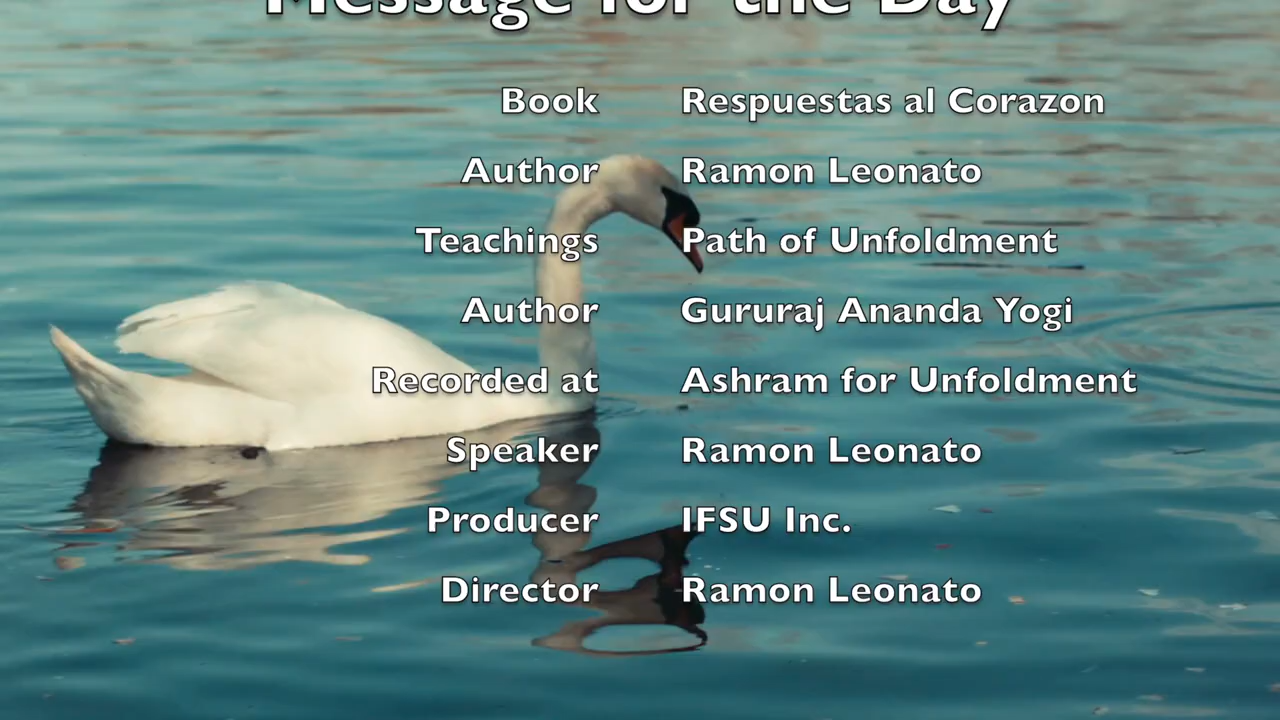 Message for the Day
Book Respuestas al Corazon
Author Ramon Leonato
Teachings Path of Unfoldment
Author Gururaj Ananda Yogi
Recorded at Ashram for Unfoldment
Speaker Ramon Leonato
Producer IFSU Inc.
Director Ramon Leonato